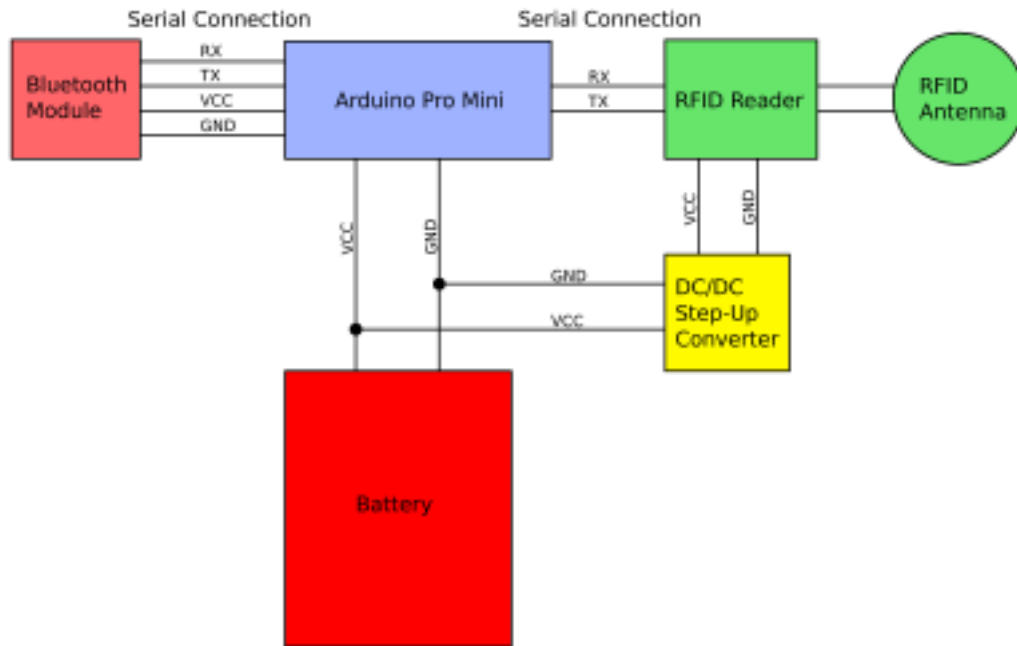 Serial Connection
Serial Connection
Bluetooth
Module
RX
TX
VCC
GND
Arduino Pro Mini
RX
TX
RFID Reader
RFID
Antenna
VCC
GND
VCC
GND
GND
VCC
DC/DC
Step-Up
Converter
Battery